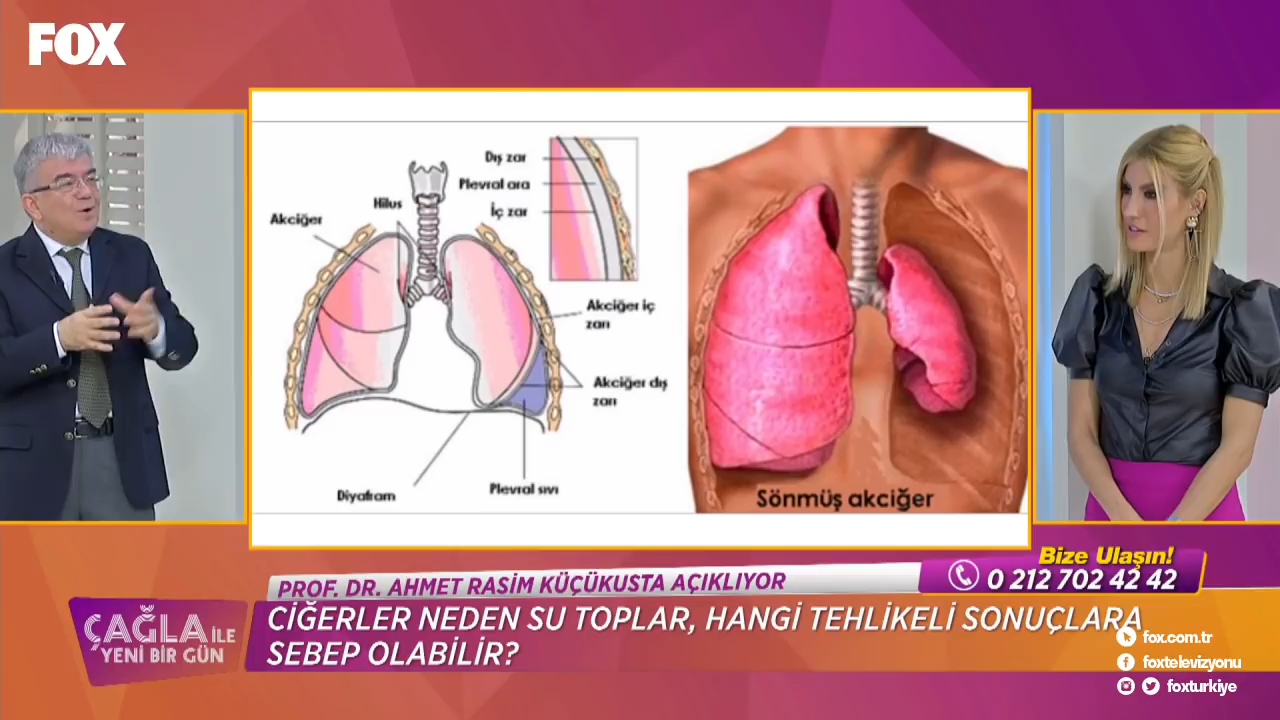 FOX
Dış zar
Plevral ara
İç zar
Hilus
Akciğer
Akciğer iç
zarı
Akciğer dış
zarı
Diyafram
Plevral sıvı
Sönmüş akciğer
Bize Ulaşın!
0 212 702 42 42
PROF. DR. AHMET RASİM KÜÇÜKUSTA AÇIKLIYOR
CİĞERLER NEDEN SU TOPLAR, HANGİ TEHLİKELİ SONUÇLARA
SEBEP OLABİLİR?
ÇAĞLA İLE
YENİ BİR GÜN
fox.com.tr
foxtelevizyonu
foxturkiye